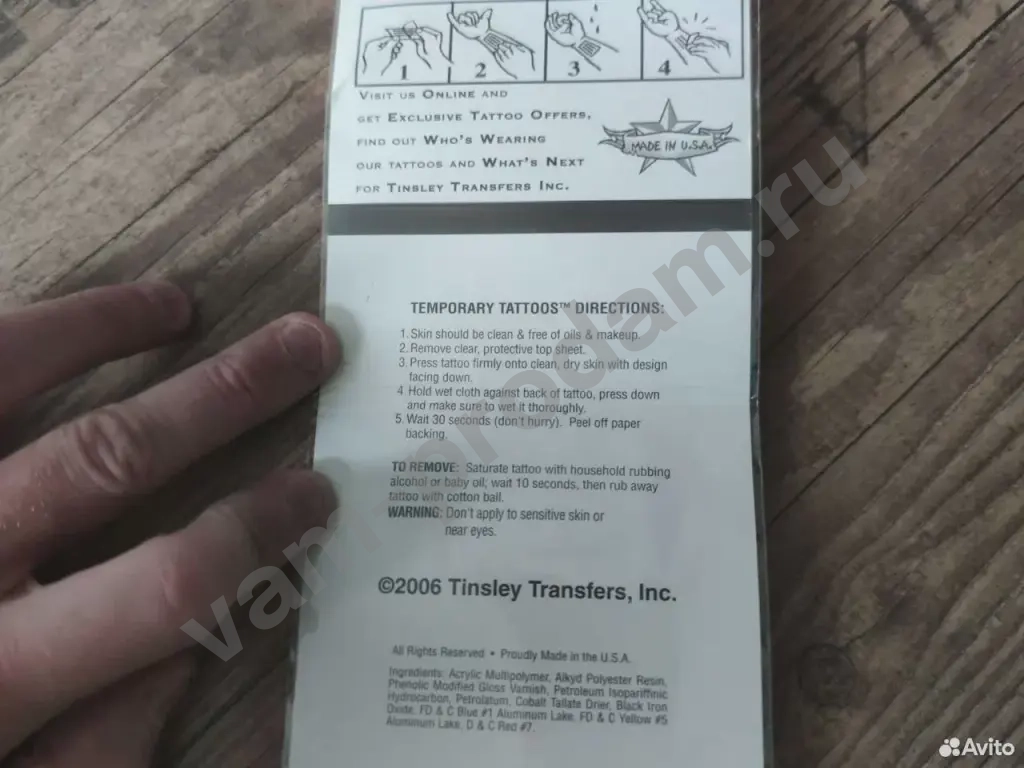 1 2 3 4
VISIT US ONLINE AND
GET EXCLUSIVE TATTOO OFFERS,
FIND OUT WHO'S WEARING
OUR TATTOOS AND WHAT'S NEXT
FOR TINSLEY TRANSFERS INC.
MADE IN U.S.A.
TEMPORARY TATTOOS™ DIRECTIONS:
1. Skin should be clean & free of oils & makeup.
2. Remove clear, protective top sheet.
3. Press tattoo firmly onto clean, dry skin with design
facing down.
4 Hold wet cloth against back of tattoo, press down
and make sure to wet it thoroughly.
5. Wait 30 seconds (don't hurry). Peel off paper
backing.
TO REMOVE: Saturate tattoo with household rubbing
alcohol or baby oil; wait 10 seconds, then rub away
tattoo with cotton ball.
WARNING: Don't apply to sensitive skin or
near eyes.
©2006 Tinsley Transfers, Inc.
All Rights Reserved • Proudly Made in the U.S.A.
Ingredients: Acrylic Multipolymer, Alkyd Polyester Resin,
Phenolic Modified Gloss Varnish, Petroleum Isopariffinic
Hydrocarbon, Petrolatum, Cobalt Tallate Drier, Black Iron
Oxide, FD & C Blue #1 Aluminum Lake, FD & C Yellow #5
Aluminum Lake, D & C Red #7.
vam-prodam.ru
Avito